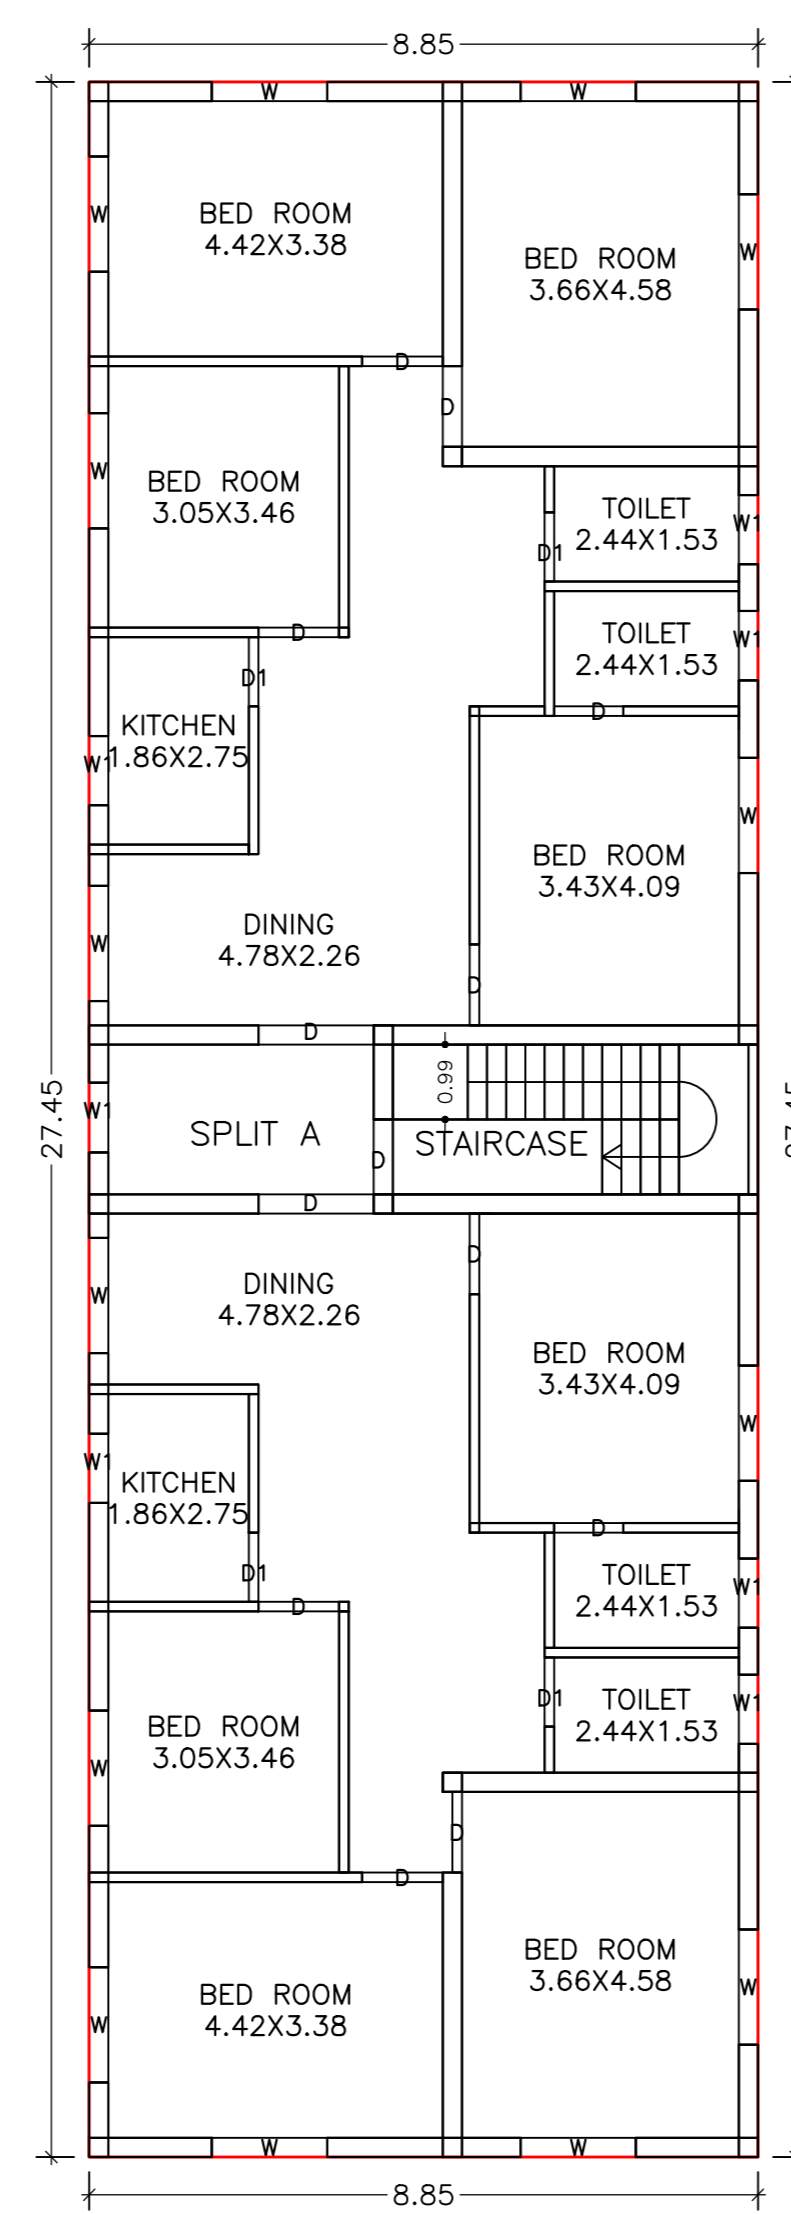 8.85
W
W
W
BED ROOM
4.42X3.38
BED ROOM
3.66X4.58
W
D
D
W
BED ROOM
3.05X3.46
TOILET
2.44X1.53
W1
D1
D
TOILET
2.44X1.53
W1
D1
D
KITCHEN
1.86X2.75
W1
W
BED ROOM
3.43X4.09
DINING
4.78X2.26
W
D
D
0.99
27.45
W1
SPLIT A
STAIRCASE
D
D
D
DINING
4.78X2.26
W
BED ROOM
3.43X4.09
W
W1
KITCHEN
1.86X2.75
D
D1
TOILET
2.44X1.53
W1
D
BED ROOM
3.05X3.46
D1
TOILET
2.44X1.53
W1
W
D
D
BED ROOM
3.66X4.58
W
BED ROOM
4.42X3.38
W
W
W
8.85